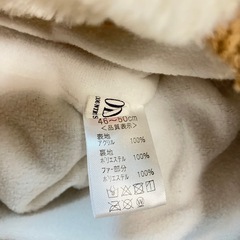 46〜50cm
<品質表示>
表地
アクリル 100%
裏地
ポリエステル 100%
ファー部分
ポリエステル 100%